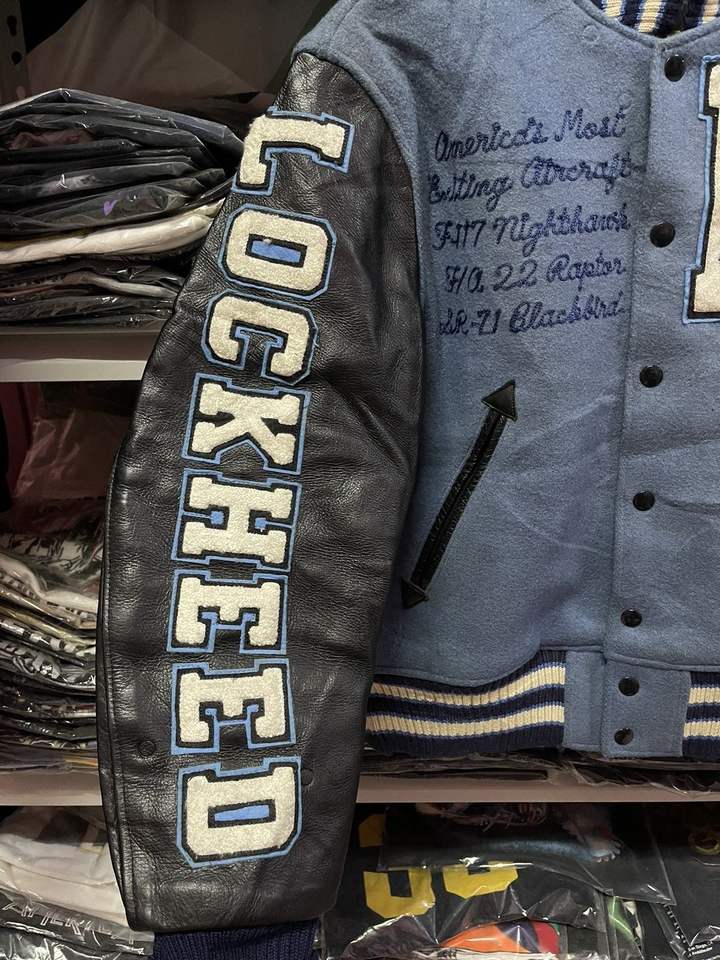 LOCKHEED
America's Most
Exiting Aircraft
F-117 Nighthawk
F/A. 22 Raptor
SR-71 Blackbird